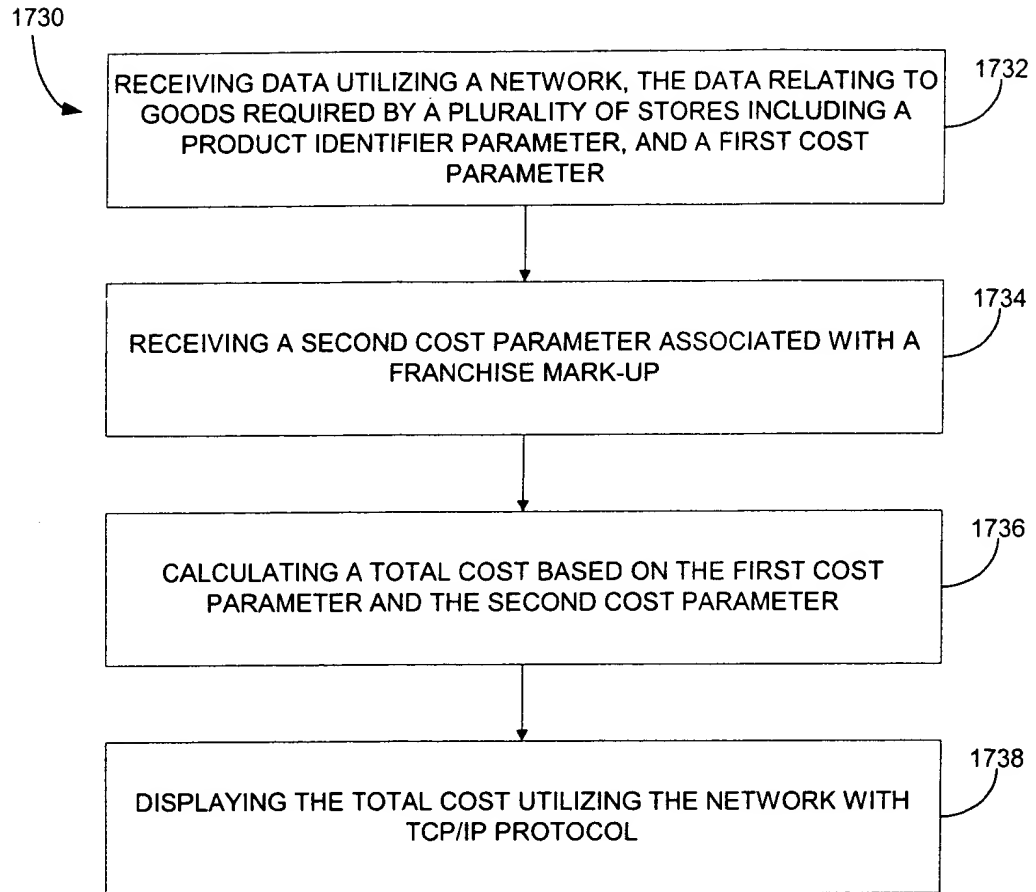 1730
RECEIVING DATA UTILIZING A NETWORK, THE DATA RELATING TO
GOODS REQUIRED BY A PLURALITY OF STORES INCLUDING A
PRODUCT IDENTIFIER PARAMETER, AND A FIRST COST
PARAMETER
1732
RECEIVING A SECOND COST PARAMETER ASSOCIATED WITH A
FRANCHISE MARK-UP
1734
CALCULATING A TOTAL COST BASED ON THE FIRST COST
PARAMETER AND THE SECOND COST PARAMETER
1736
DISPLAYING THE TOTAL COST UTILIZING THE NETWORK WITH
TCP/IP PROTOCOL
1738